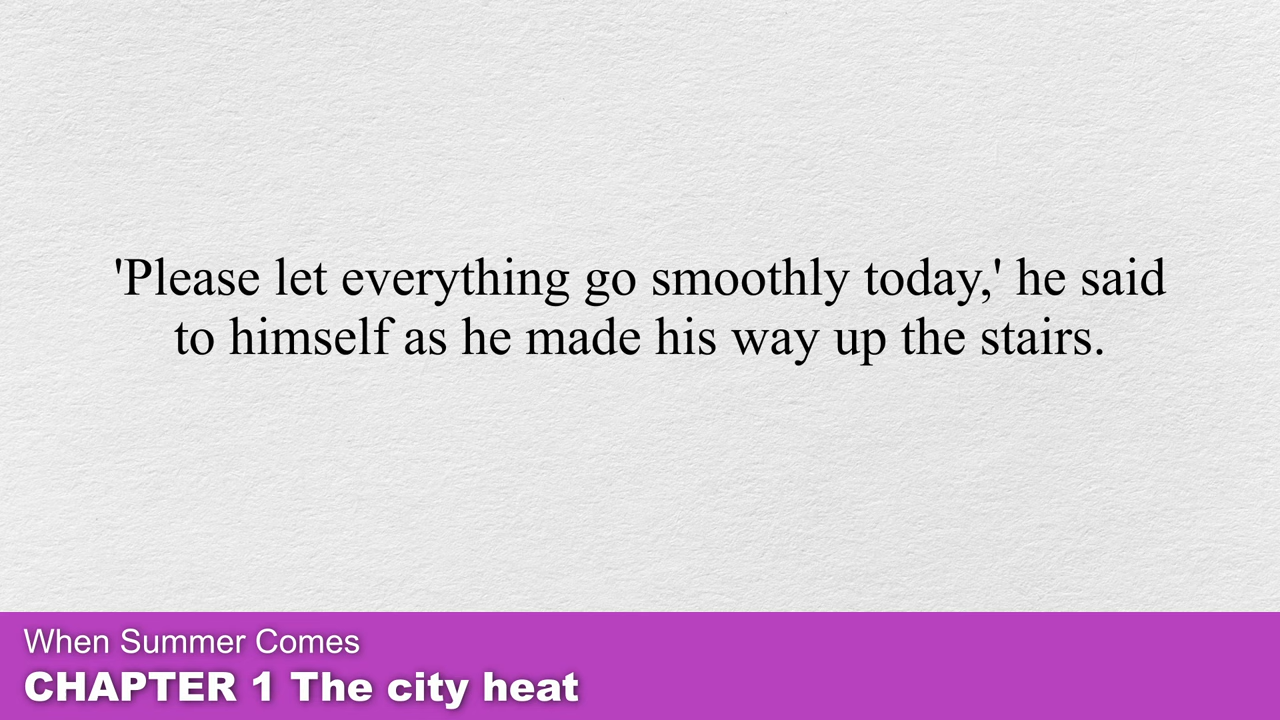 'Please let everything go smoothly today,' he said
to himself as he made his way up the stairs.
When Summer Comes
CHAPTER 1 The city heat